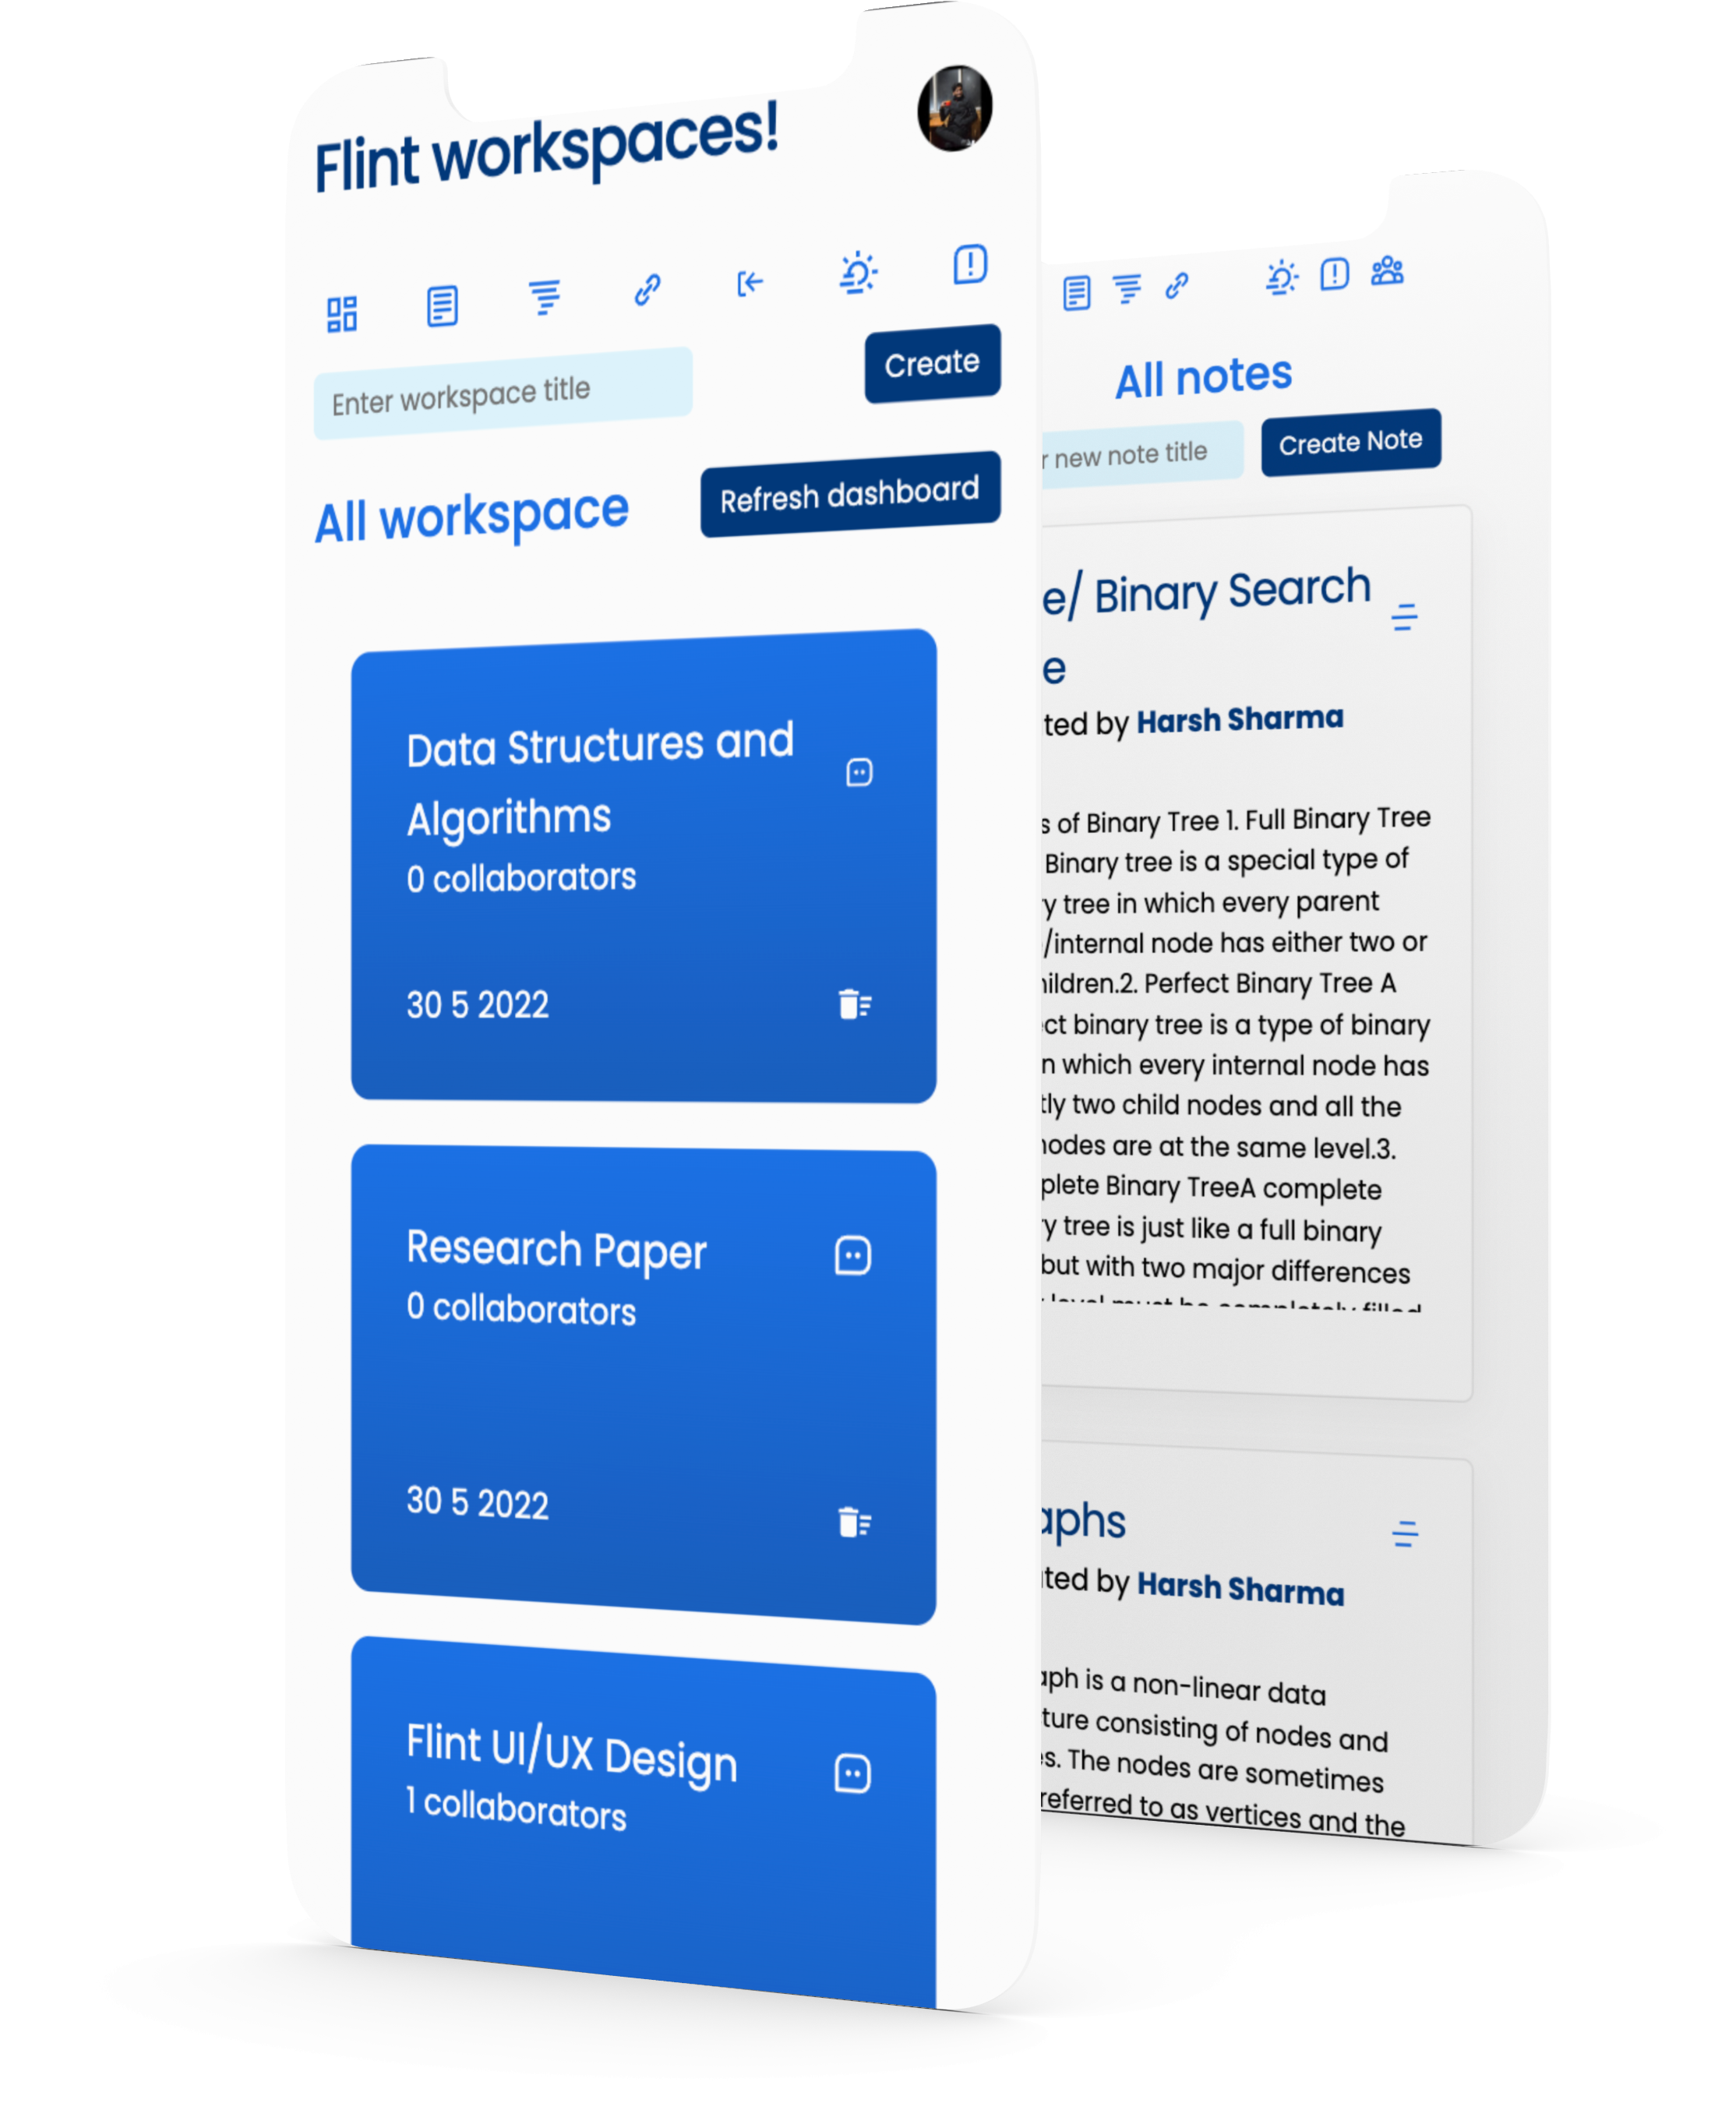 Flint workspaces!
Enter workspace title
Create
All workspace
Refresh dashboard
Data Structures and
Algorithms
0 collaborators
30 5 2022
Research Paper
0 collaborators
30 5 2022
Flint UI/UX Design
1 collaborators
All notes
new note title
Create Note
e/ Binary Search
e
ted by Harsh Sharma
s of Binary Tree 1. Full Binary Tree
Binary tree is a special type of
y tree in which every parent
/internal node has either two or
ildren.2. Perfect Binary Tree A
ct binary tree is a type of binary
n which every internal node has
tly two child nodes and all the
nodes are at the same level.3.
plete Binary TreeA complete
y tree is just like a full binary
but with two major differences
level must be completely filled
aphs
ted by Harsh Sharma
aph is a non-linear data
ture consisting of nodes and
s. The nodes are sometimes
referred to as vertices and the